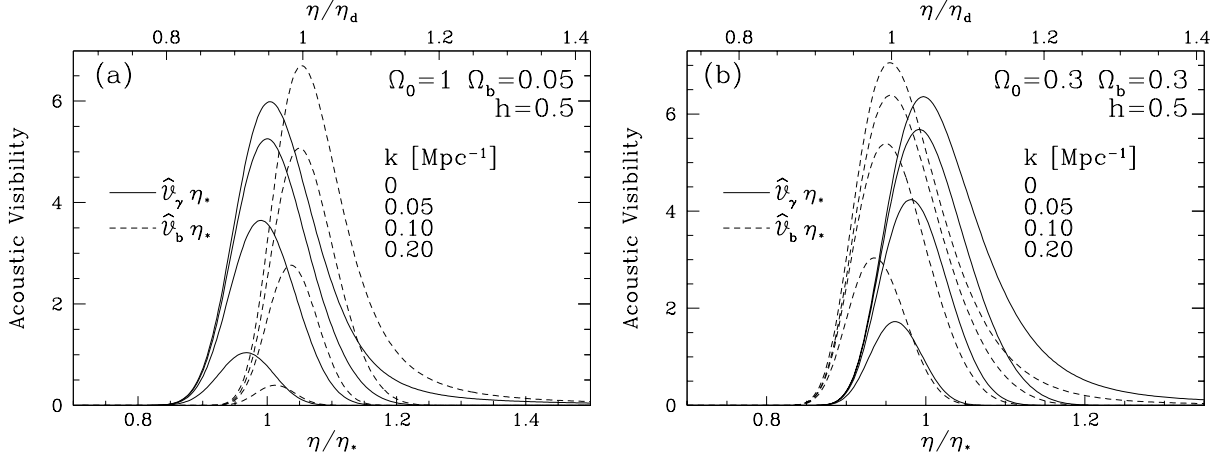 η/η_d
0.8 1 1.2 1.4
(a)
Ω₀=1 Ω_b=0.05
h=0.5
k [Mpc⁻¹]
0
0.05
0.10
0.20
v̂_γ η_*
v̂_b η_*
Acoustic Visibility
6
4
2
0
0.8 1 1.2 1.4
η/η_*
η/η_d
0.8 1 1.2 1.4
(b)
Ω₀=0.3 Ω_b=0.3
h=0.5
k [Mpc⁻¹]
0
0.05
0.10
0.20
v̂_γ η_*
v̂_b η_*
Acoustic Visibility
6
4
2
0
0.8 1 1.2
η/η_*